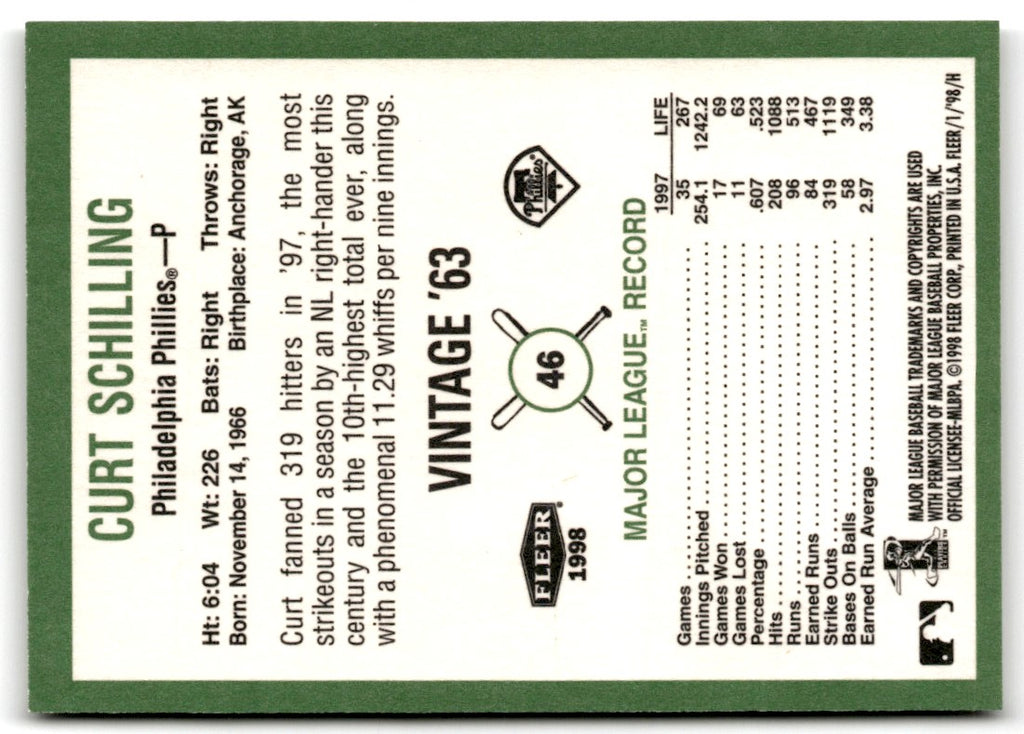 CURT SCHILLING
Philadelphia Phillies®—P
Ht: 6:04 Wt: 226 Bats: Right Throws: Right
Born: November 14, 1966 Birthplace: Anchorage, AK
Curt fanned 319 hitters in '97, the most
strikeouts in a season by an NL right-hander this
century and the 10th-highest total ever, along
with a phenomenal 11.29 whiffs per nine innings.
VINTAGE '63
FLEER®
1998
46
Phillies®
MAJOR LEAGUE™ RECORD
1997 LIFE
Games 35 267
Innings Pitched 254.1 1242.2
Games Won 17 69
Games Lost 11 63
Percentage .607 .523
Hits 208 1088
Runs 96 513
Earned Runs 84 467
Strike Outs 319 1119
Bases On Balls 58 349
Earned Run Average 2.97 3.38
MAJOR LEAGUE BASEBALL TRADEMARKS AND COPYRIGHTS ARE USED
WITH PERMISSION OF MAJOR LEAGUE BASEBALL PROPERTIES, INC.
OFFICIAL LICENSEE-MLBPA. ©1998 FLEER CORP., PRINTED IN U.S.A. FLEER/1/'98/H